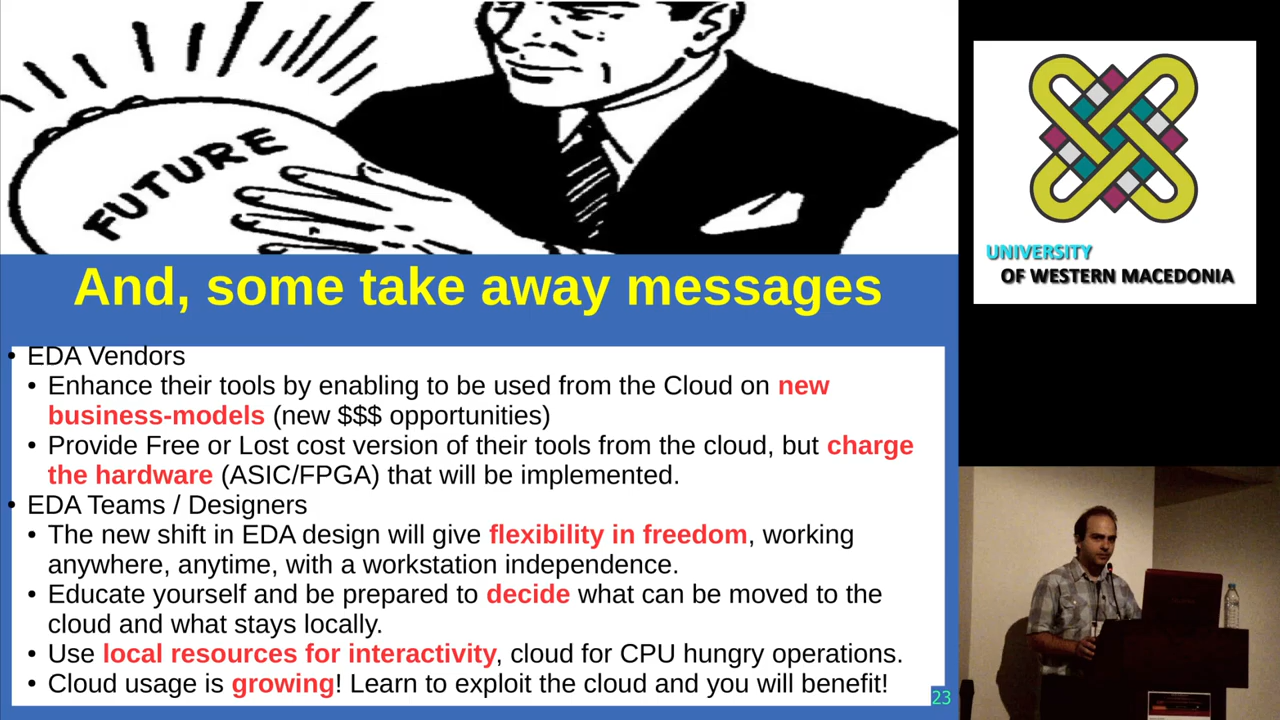 FUTURE
And, some take away messages
• EDA Vendors
• Enhance their tools by enabling to be used from the Cloud on new
business-models (new $$$ opportunities)
• Provide Free or Lost cost version of their tools from the cloud, but charge
the hardware (ASIC/FPGA) that will be implemented.
• EDA Teams / Designers
• The new shift in EDA design will give flexibility in freedom, working
anywhere, anytime, with a workstation independence.
• Educate yourself and be prepared to decide what can be moved to the
cloud and what stays locally.
• Use local resources for interactivity, cloud for CPU hungry operations.
• Cloud usage is growing! Learn to exploit the cloud and you will benefit!
23
UNIVERSITY
OF WESTERN MACEDONIA